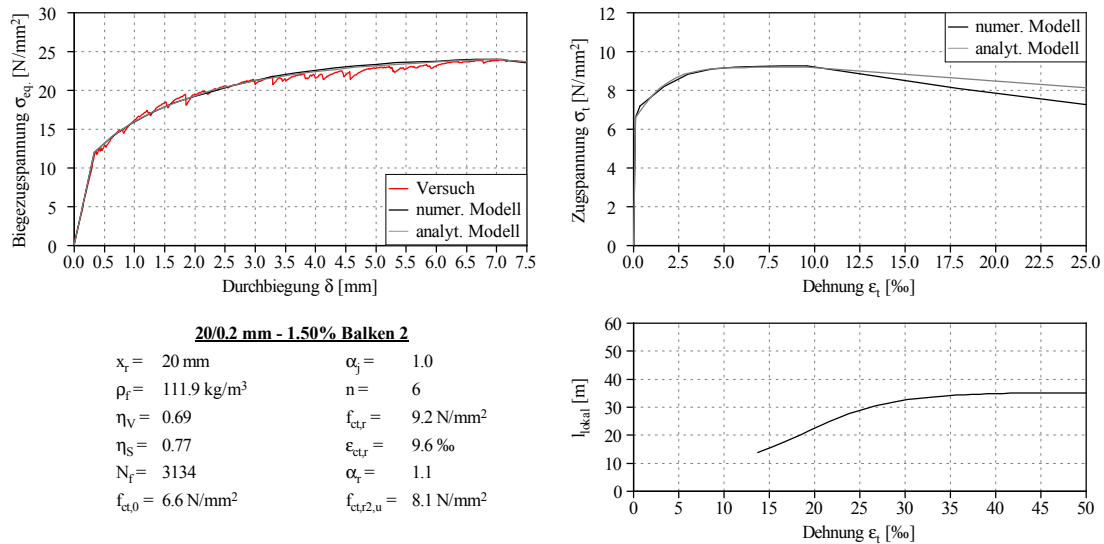 Biegezugspannung σeq. [N/mm²]
30
25
20
15
10
5
0
0.0 0.5 1.0 1.5 2.0 2.5 3.0 3.5 4.0 4.5 5.0 5.5 6.0 6.5 7.0 7.5
Durchbiegung δ [mm]
Versuch
numer. Modell
analyt. Modell
Zugspannung σt [N/mm²]
12
10
8
6
4
2
0
0.0 2.5 5.0 7.5 10.0 12.5 15.0 17.5 20.0 22.5 25.0
Dehnung εt [‰]
numer. Modell
analyt. Modell
20/0.2 mm - 1.50% Balken 2
xr = 20 mm αj = 1.0
ρf = 111.9 kg/m³ n = 6
ηV = 0.69 fct,r = 9.2 N/mm²
ηS = 0.77 εct,r = 9.6 ‰
Nf = 3134 αr = 1.1
fct,0 = 6.6 N/mm² fct,r2,u = 8.1 N/mm²
llokal [m]
60
50
40
30
20
10
0
0 5 10 15 20 25 30 35 40 45 50
Dehnung εt [‰]